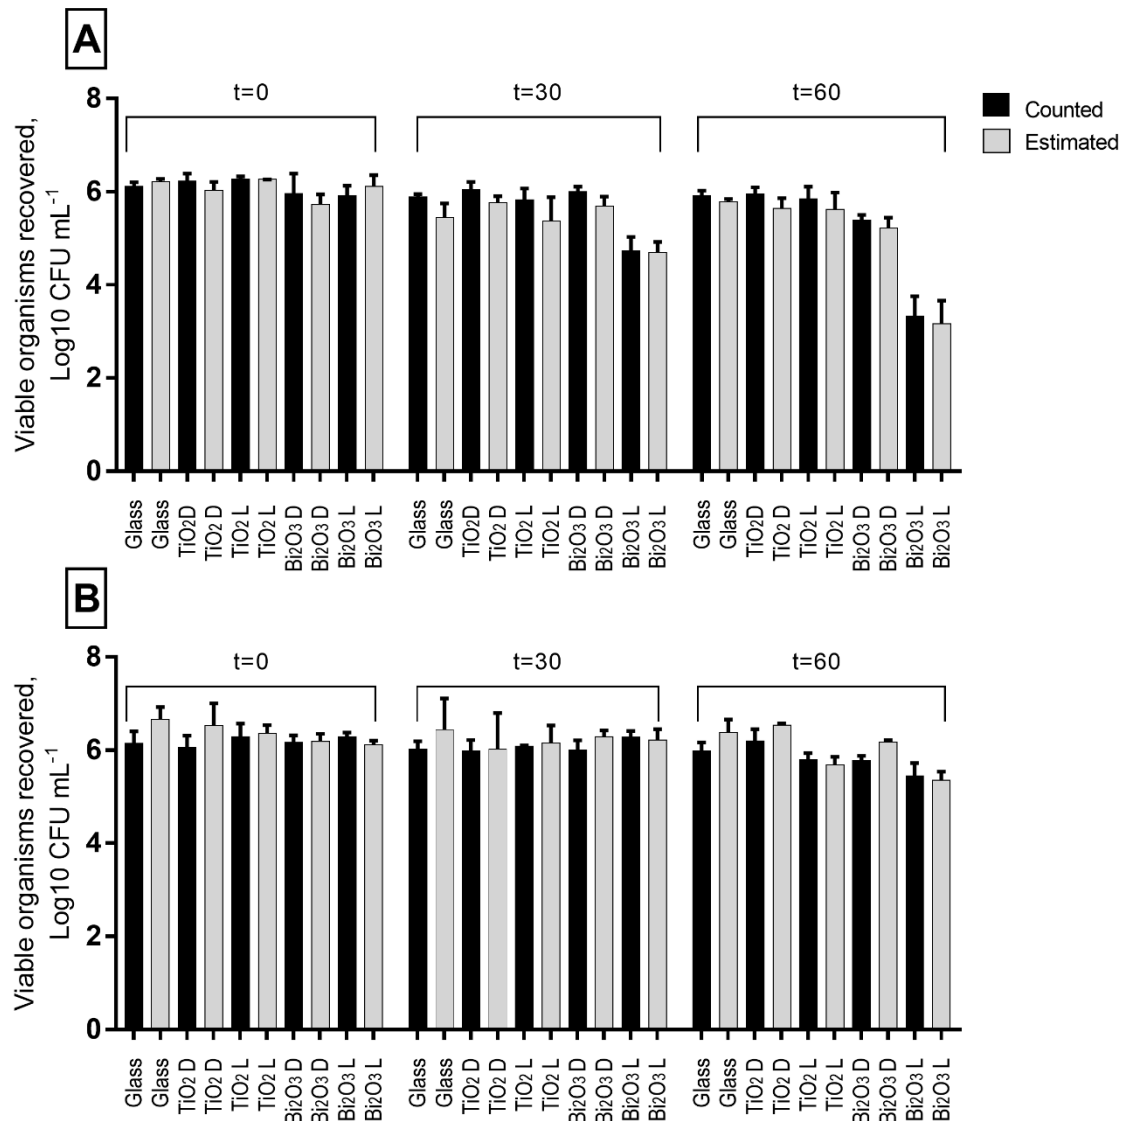 A
t=0
t=30
t=60
Counted
Estimated
Viable organisms recovered,
Log10 CFU mL⁻¹
8
6
4
2
0
Glass
Glass
TiO₂D
TiO₂ D
TiO₂ L
TiO₂ L
Bi₂O₃ D
Bi₂O₃ D
Bi₂O₃ L
Bi₂O₃ L
Glass
Glass
TiO₂D
TiO₂ D
TiO₂ L
TiO₂ L
Bi₂O₃ D
Bi₂O₃ D
Bi₂O₃ L
Bi₂O₃ L
Glass
Glass
TiO₂D
TiO₂ D
TiO₂ L
TiO₂ L
Bi₂O₃ D
Bi₂O₃ D
Bi₂O₃ L
Bi₂O₃ L
B
t=0
t=30
t=60
Viable organisms recovered,
Log10 CFU mL⁻¹
8
6
4
2
0
Glass
Glass
TiO₂ D
TiO₂ D
TiO₂ L
TiO₂ L
Bi₂O₃ D
Bi₂O₃ D
Bi₂O₃ L
Bi₂O₃ L
Glass
Glass
TiO₂ D
TiO₂ D
TiO₂ L
TiO₂ L
Bi₂O₃ D
Bi₂O₃ D
Bi₂O₃ L
Bi₂O₃ L
Glass
Glass
TiO₂ D
TiO₂ D
TiO₂ L
TiO₂ L
Bi₂O₃ D
Bi₂O₃ D
Bi₂O₃ L
Bi₂O₃ L